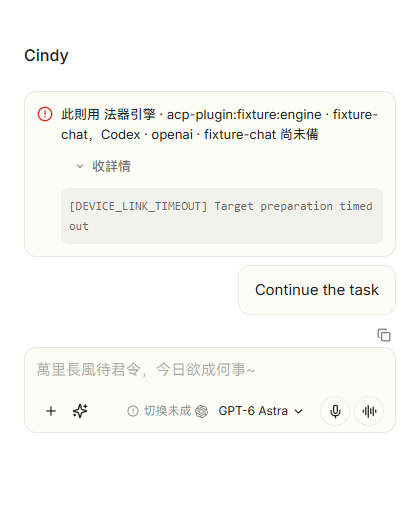 Cindy
此則用 法器引擎 · acp-plugin:fixture:engine · fixture-
chat，Codex · openai · fixture-chat 尚未備
收詳情
[DEVICE_LINK_TIMEOUT] Target preparation timed
out
Continue the task
萬里長風待君令，今日欲成何事~
切換未成 GPT-6 Astra